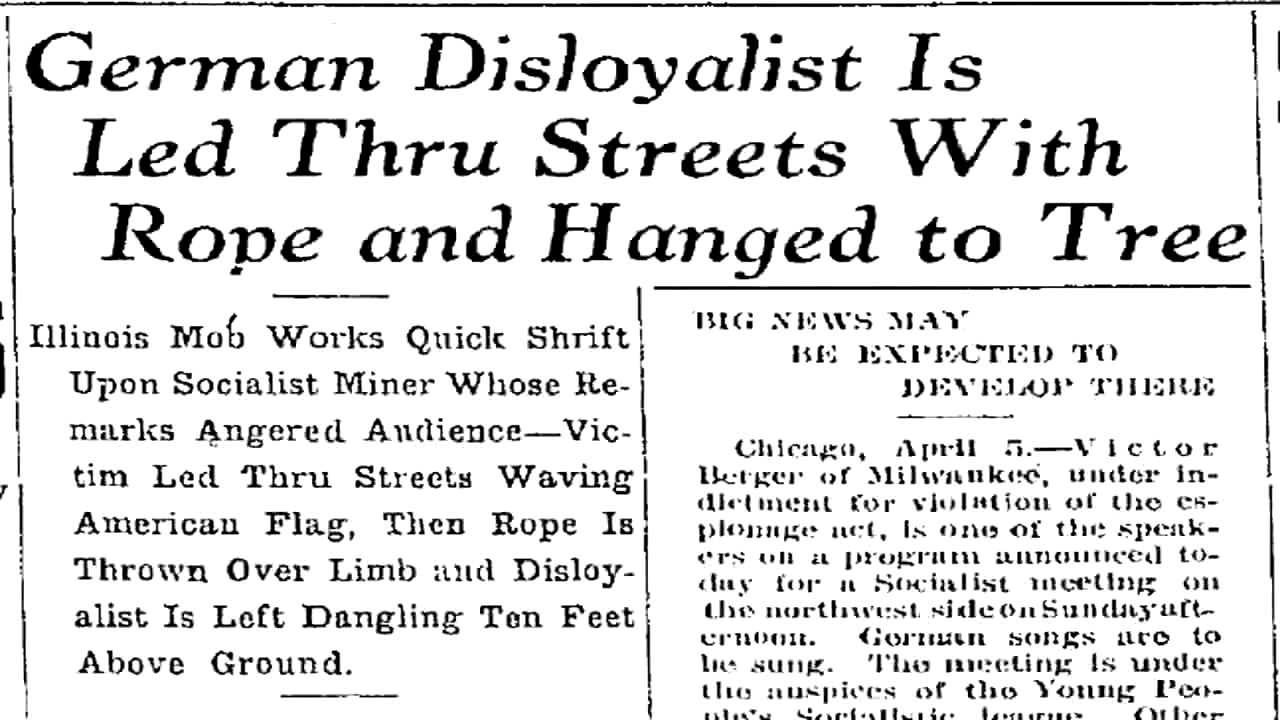 German Disloyalist Is
Led Thru Streets With
Rope and Hanged to Tree
Illinois Mob Works Quick Shrift
Upon Socialist Miner Whose Re-
marks Angered Audience—Vic-
tim Led Thru Streets Waving
American Flag, Then Rope Is
Thrown Over Limb and Disloy-
alist Is Left Dangling Ten Feet
Above Ground.
BIG NEWS MAY
BE EXPECTED TO
DEVELOP THERE
Chicago, April 5.—Victor
Berger of Milwaukee, under in-
dictment for violation of the es-
pionage act, is one of the speak-
ers on a program announced to-
day for a Socialist meeting on
the northwest side on Sunday aft-
ernoon. German songs are to
be sung. The meeting is under
the auspices of the Young Peo-
ple's Socialistic league. Other